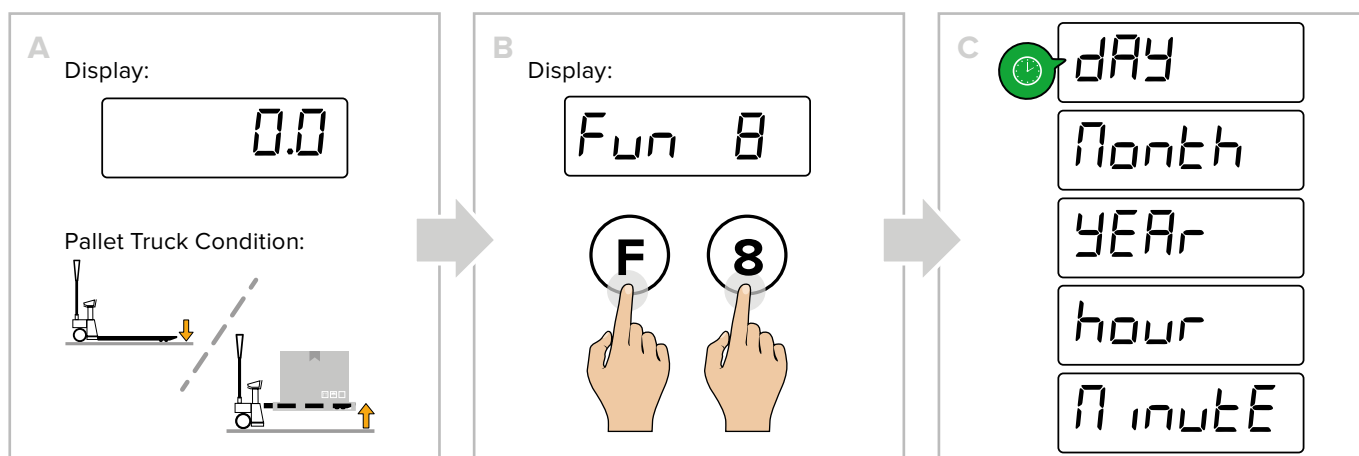 A
Display:
0.0
Pallet Truck Condition:
B
Display:
Fun 8
F 8
C
dAY
Month
YEAr
hour
MinutE